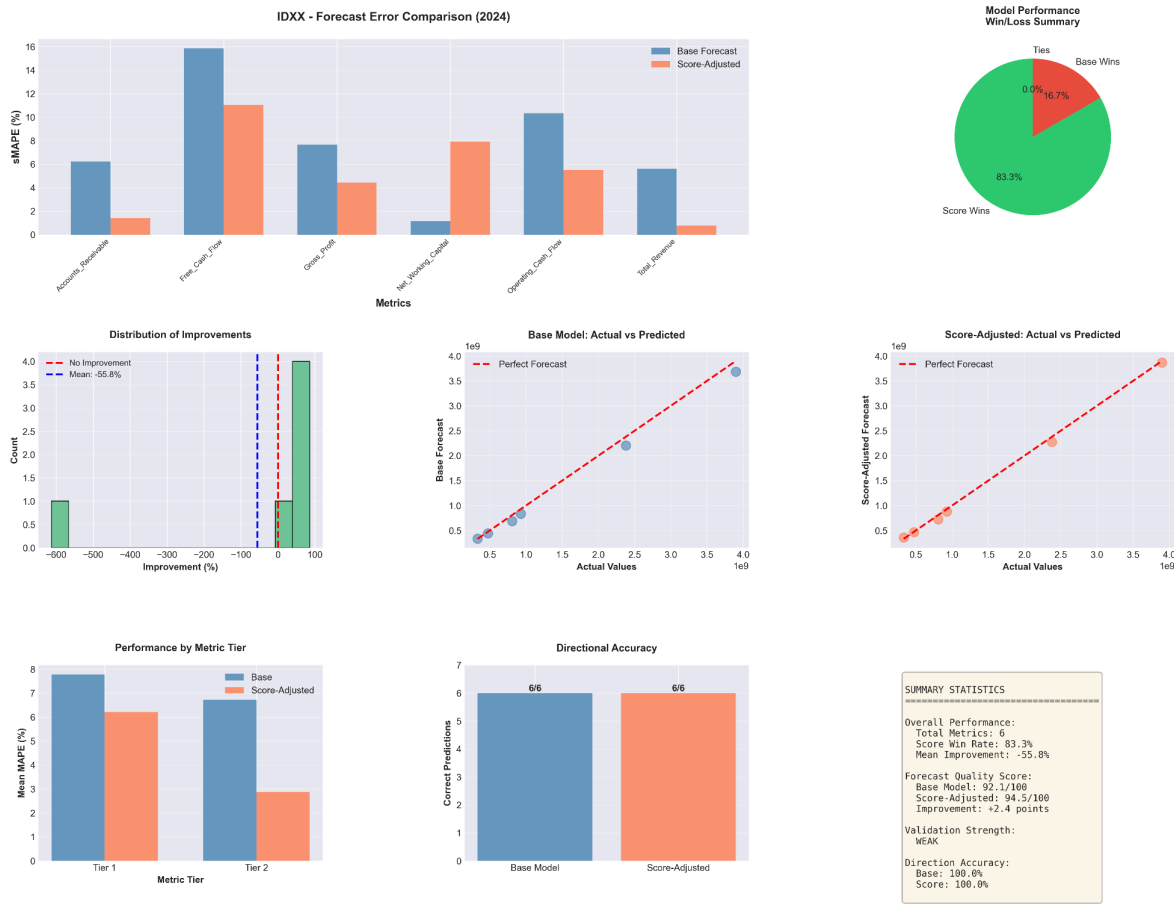 IDXX - Forecast Error Comparison (2024)
sMAPE (%)
16
14
12
10
8
6
4
2
0
Base Forecast
Score-Adjusted
Accounts_Receivable
Free_Cash_Flow
Gross_Profit
Net_Working_Capital
Operating_Cash_Flow
Total_Revenue
Metrics
Model Performance
Win/Loss Summary
Ties
Base Wins
0.0%
16.7%
83.3%
Score Wins
Distribution of Improvements
Count
4.0
3.5
3.0
2.5
2.0
1.5
1.0
0.5
0.0
No Improvement
Mean: -55.8%
−600 −500 −400 −300 −200 −100 0 100
Improvement (%)
Base Model: Actual vs Predicted
1e9
Base Forecast
4.0
3.5
3.0
2.5
2.0
1.5
1.0
0.5
Perfect Forecast
0.5 1.0 1.5 2.0 2.5 3.0 3.5 4.0
1e9
Actual Values
Score-Adjusted: Actual vs Predicted
1e9
Score-Adjusted Forecast
4.0
3.5
3.0
2.5
2.0
1.5
1.0
0.5
Perfect Forecast
0.5 1.0 1.5 2.0 2.5 3.0 3.5 4.0
1e9
Actual Values
Performance by Metric Tier
Mean MAPE (%)
8
7
6
5
4
3
2
1
0
Base
Score-Adjusted
Tier 1 Tier 2
Metric Tier
Directional Accuracy
Correct Predictions
7
6
5
4
3
2
1
0
6/6 6/6
Base Model Score-Adjusted
SUMMARY STATISTICS
===================================
Overall Performance:
Total Metrics: 6
Score Win Rate: 83.3%
Mean Improvement: -55.8%
Forecast Quality Score:
Base Model: 92.1/100
Score-Adjusted: 94.5/100
Improvement: +2.4 points
Validation Strength:
WEAK
Direction Accuracy:
Base: 100.0%
Score: 100.0%